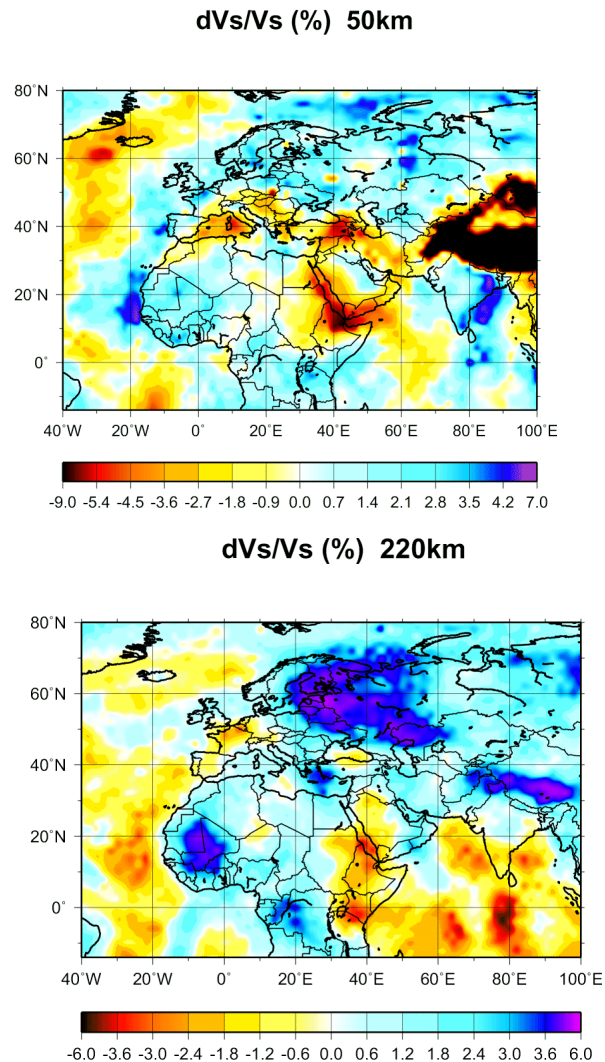 dVs/Vs (%) 50km
80˚N
60˚N
40˚N
20˚N
0˚
40˚W 20˚W 0˚ 20˚E 40˚E 60˚E 80˚E 100˚E
-9.0 -5.4 -4.5 -3.6 -2.7 -1.8 -0.9 0.0 0.7 1.4 2.1 2.8 3.5 4.2 7.0
dVs/Vs (%) 220km
80˚N
60˚N
40˚N
20˚N
0˚
40˚W 20˚W 0˚ 20˚E 40˚E 60˚E 80˚E 100˚E
-6.0 -3.6 -3.0 -2.4 -1.8 -1.2 -0.6 0.0 0.6 1.2 1.8 2.4 3.0 3.6 6.0